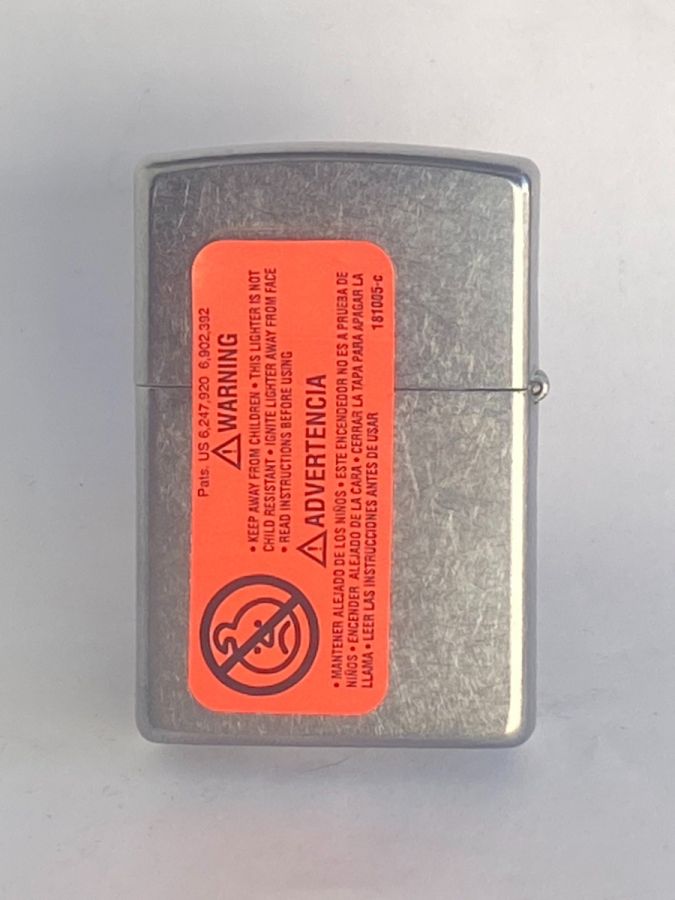 Pats. US 6,247,920 6,902,392
WARNING
• KEEP AWAY FROM CHILDREN • THIS LIGHTER IS NOT
CHILD RESISTANT • IGNITE LIGHTER AWAY FROM FACE
• READ INSTRUCTIONS BEFORE USING
ADVERTENCIA
• MANTENER ALEJADO DE LOS NIÑOS • ESTE ENCENDEDOR NO ES A PRUEBA DE
NIÑOS • ENCENDER ALEJADO DE LA CARA • CERRAR LA TAPA PARA APAGAR LA
LLAMA • LEER LAS INSTRUCCIONES ANTES DE USAR
181005-c